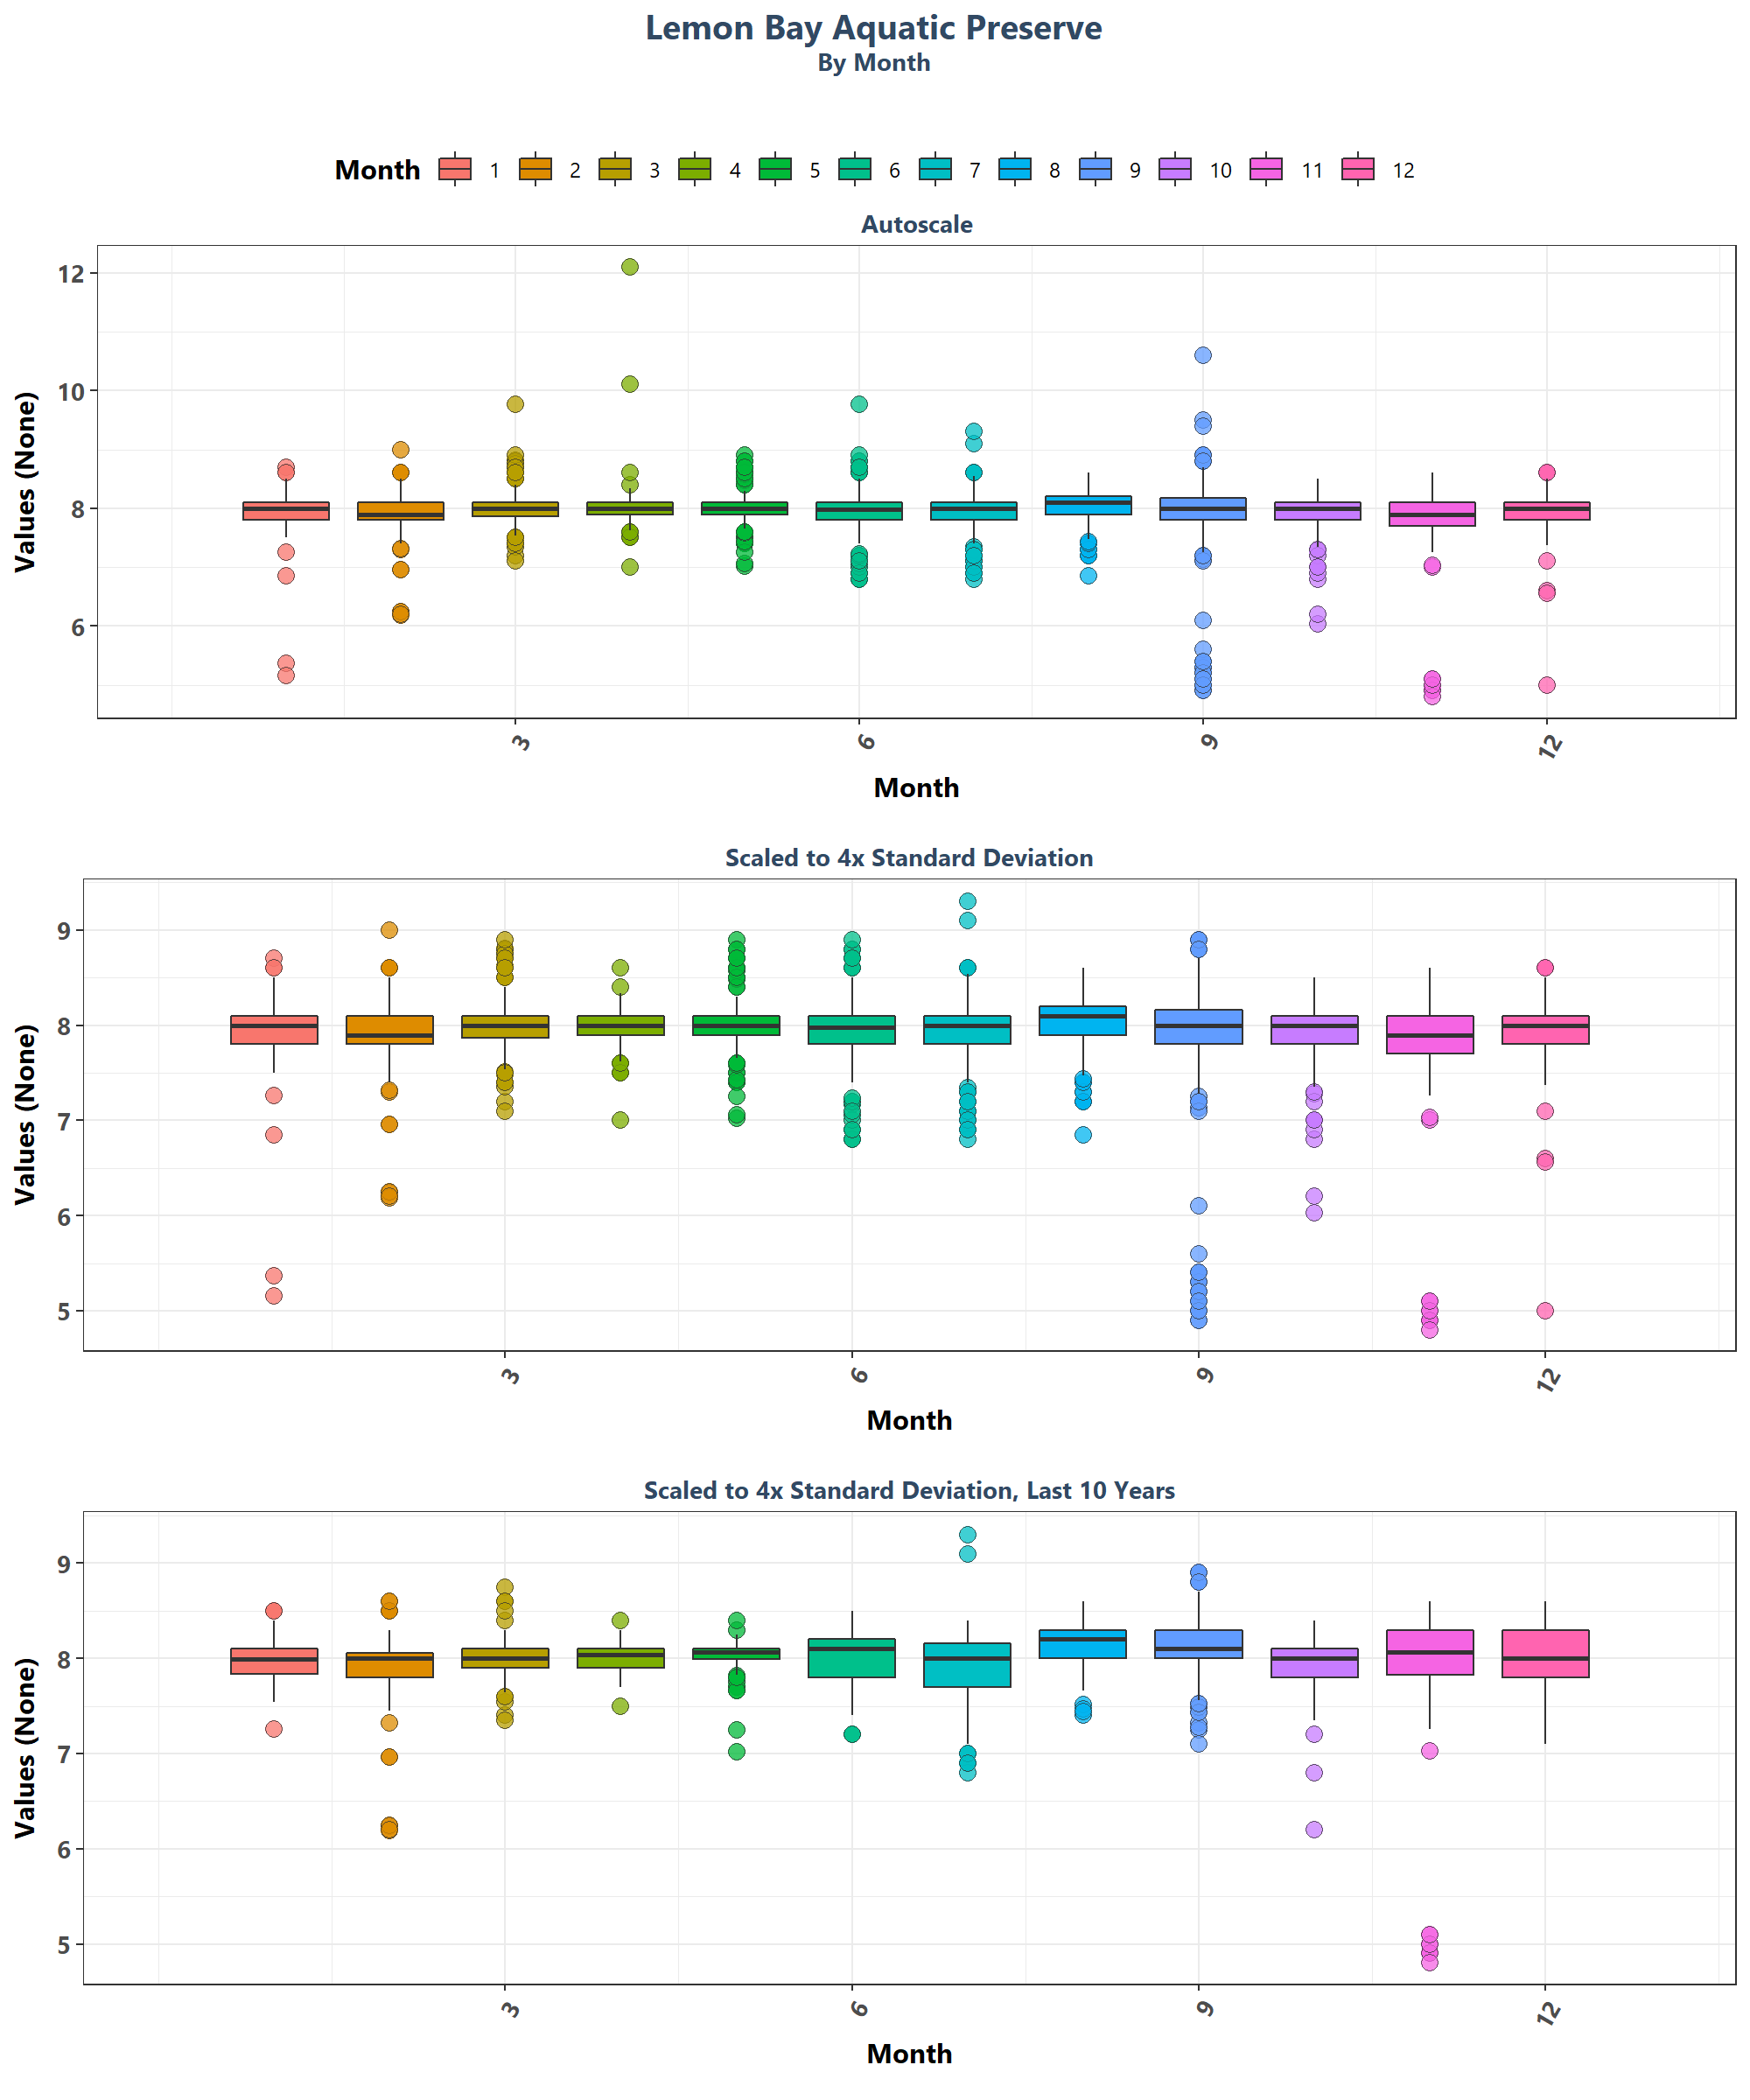 Lemon Bay Aquatic Preserve
By Month
Month 1 2 3 4 5 6 7 8 9 10 11 12
Autoscale
Values (None)
12
10
8
6
3 6 9 12
Month
Scaled to 4x Standard Deviation
Values (None)
9
8
7
6
5
3 6 9 12
Month
Scaled to 4x Standard Deviation, Last 10 Years
Values (None)
9
8
7
6
5
3 6 9 12
Month